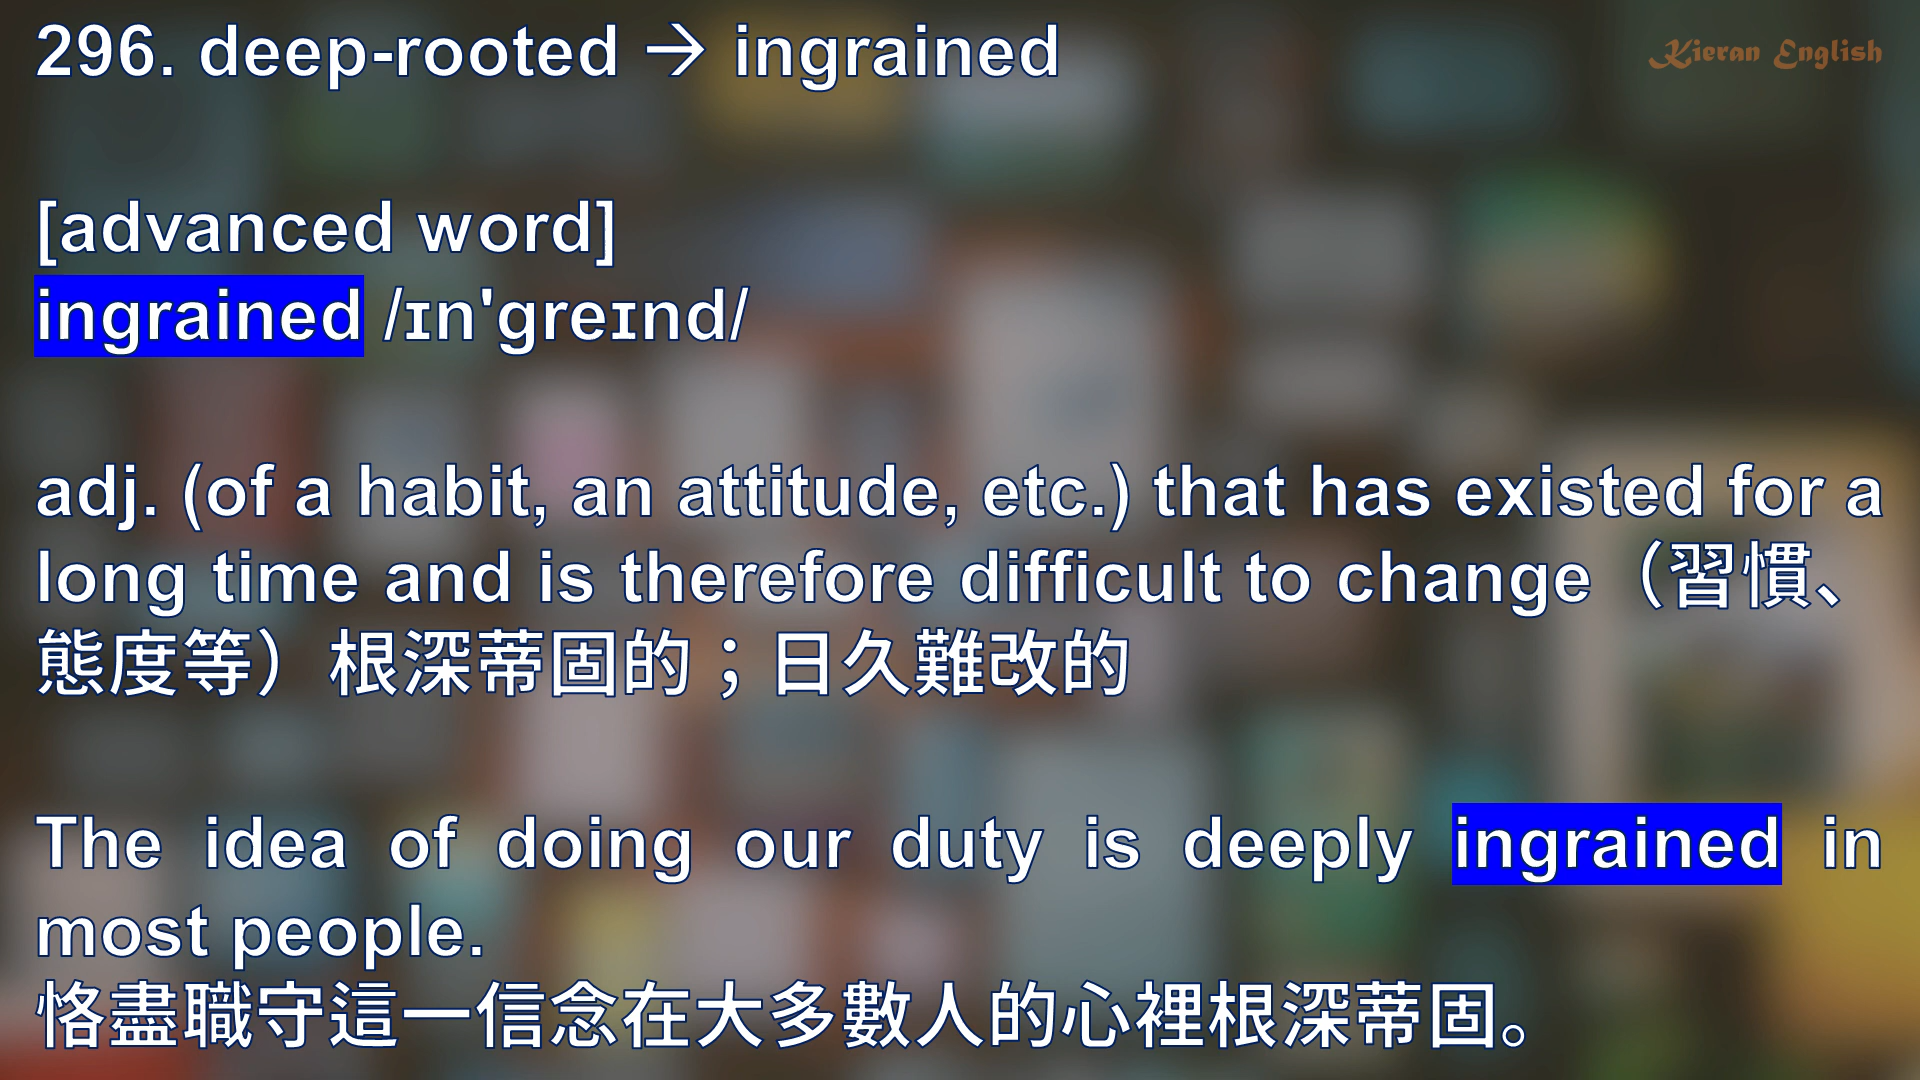 296. deep-rooted → ingrained
Kieran English
[advanced word]
ingrained /ɪn'greɪnd/
adj. (of a habit, an attitude, etc.) that has existed for a
long time and is therefore difficult to change（習慣、
態度等）根深蒂固的；日久難改的
The idea of doing our duty is deeply ingrained in
most people.
恪盡職守這一信念在大多數人的心裡根深蒂固。